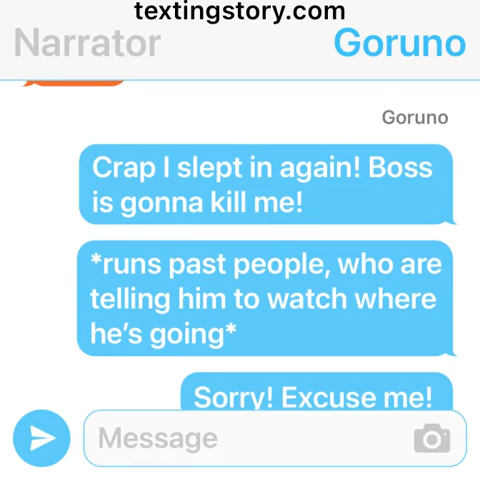 textingstory.com
Narrator Goruno
Goruno
Crap I slept in again! Boss
is gonna kill me!
*runs past people, who are
telling him to watch where
he's going*
Sorry! Excuse me!
Message